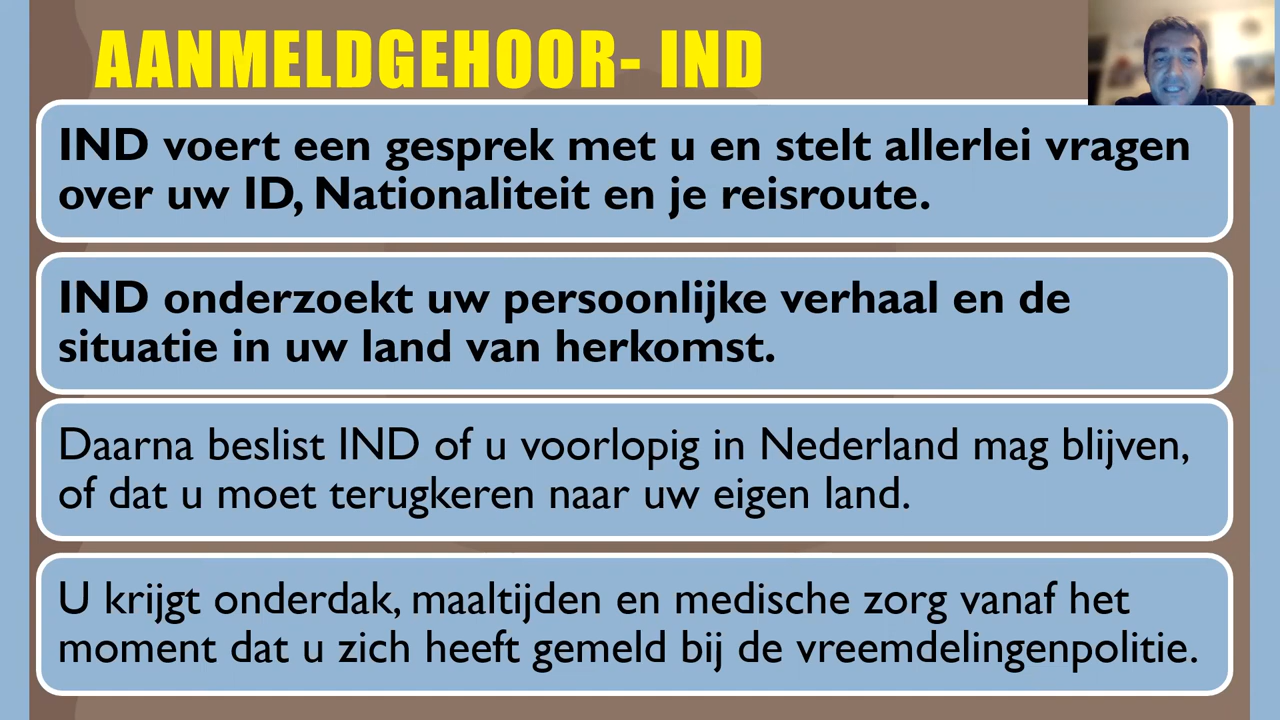 AANMELDGEHOOR- IND
IND voert een gesprek met u en stelt allerlei vragen
over uw ID, Nationaliteit en je reisroute.
IND onderzoekt uw persoonlijke verhaal en de
situatie in uw land van herkomst.
Daarna beslist IND of u voorlopig in Nederland mag blijven,
of dat u moet terugkeren naar uw eigen land.
U krijgt onderdak, maaltijden en medische zorg vanaf het
moment dat u zich heeft gemeld bij de vreemdelingenpolitie.